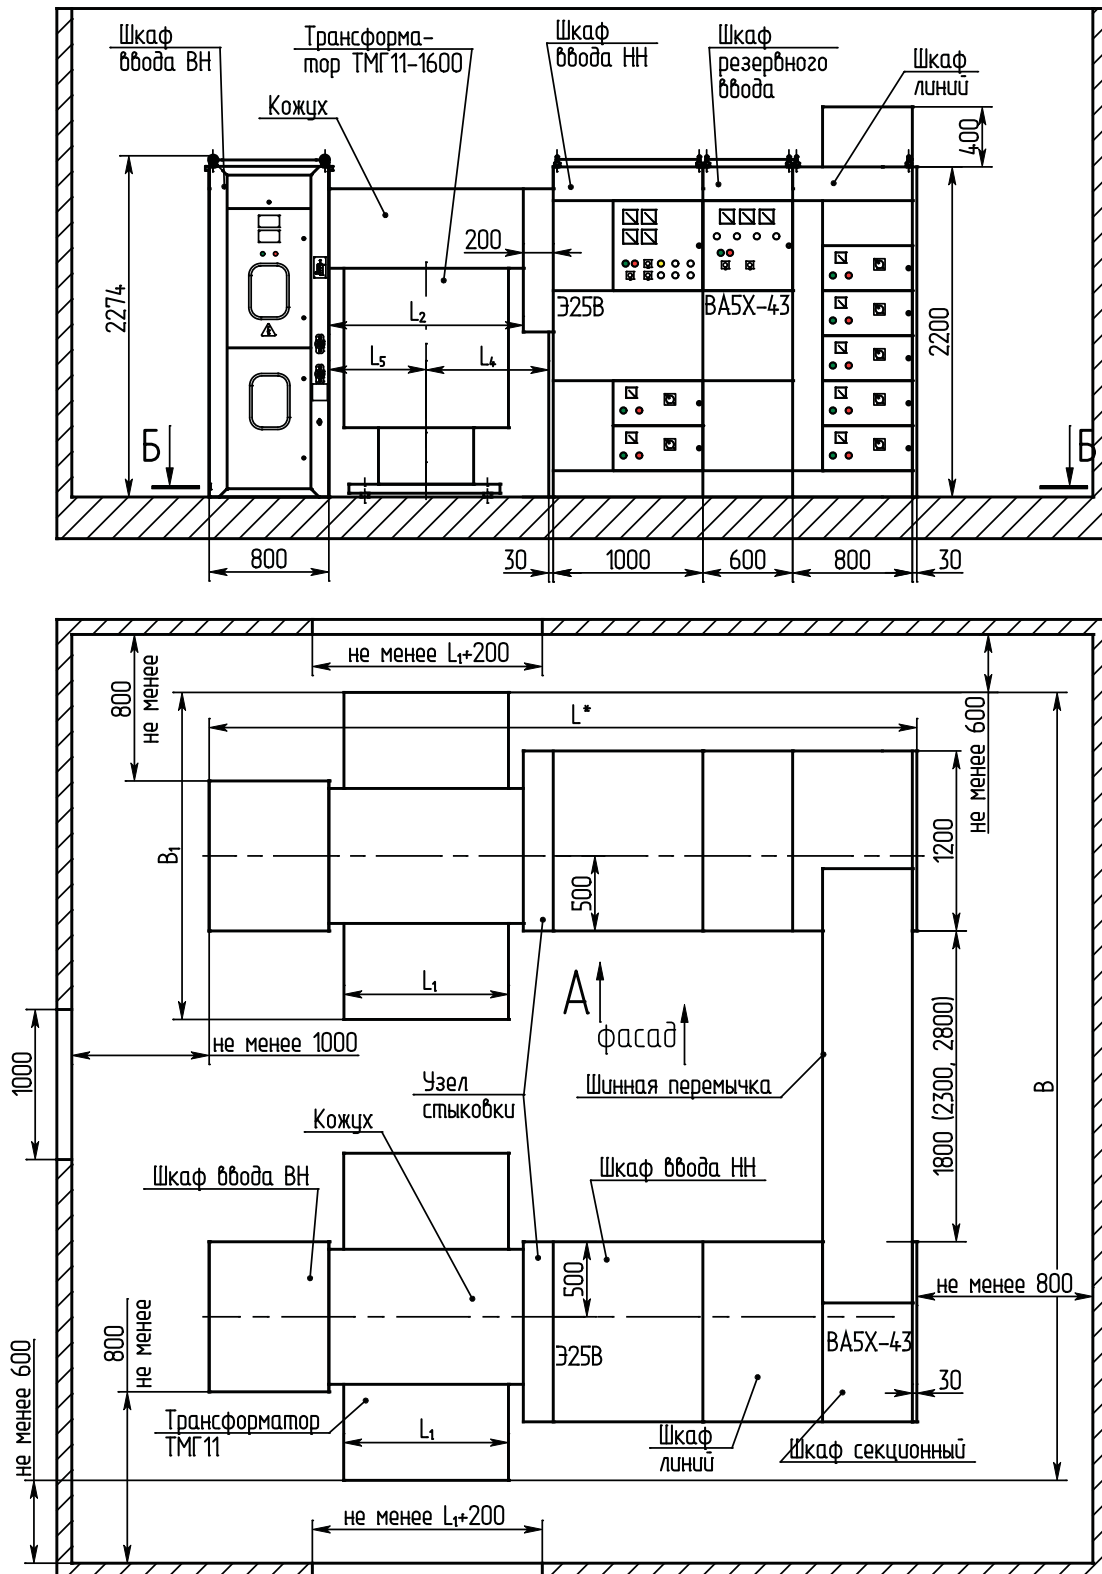 Шкаф
ввода ВН
Трансформа-
тор ТМГ11-1600
Кожух
Шкаф
ввода НН
Шкаф
резервного
ввода
Шкаф
линий
400
2274
200
L₂
L₅
L₄
Э25В
ВА5Х-43
2200
Б
Б
800
30
1000
600
800
30
не менее L₁+200
800
не менее
L*
не менее 600
B₁
1200
500
L₁
А
фасад
не менее 1000
1000
Узел
стыковки
Шинная перемычка
1800 (2300, 2800)
В
Кожух
Шкаф ввода ВН
Шкаф ввода НН
500
не менее 800
Э25В
ВА5Х-43
800
не менее
не менее 600
30
Трансформатор
ТМГ11
L₁
Шкаф
линий
Шкаф секционный
не менее L₁+200